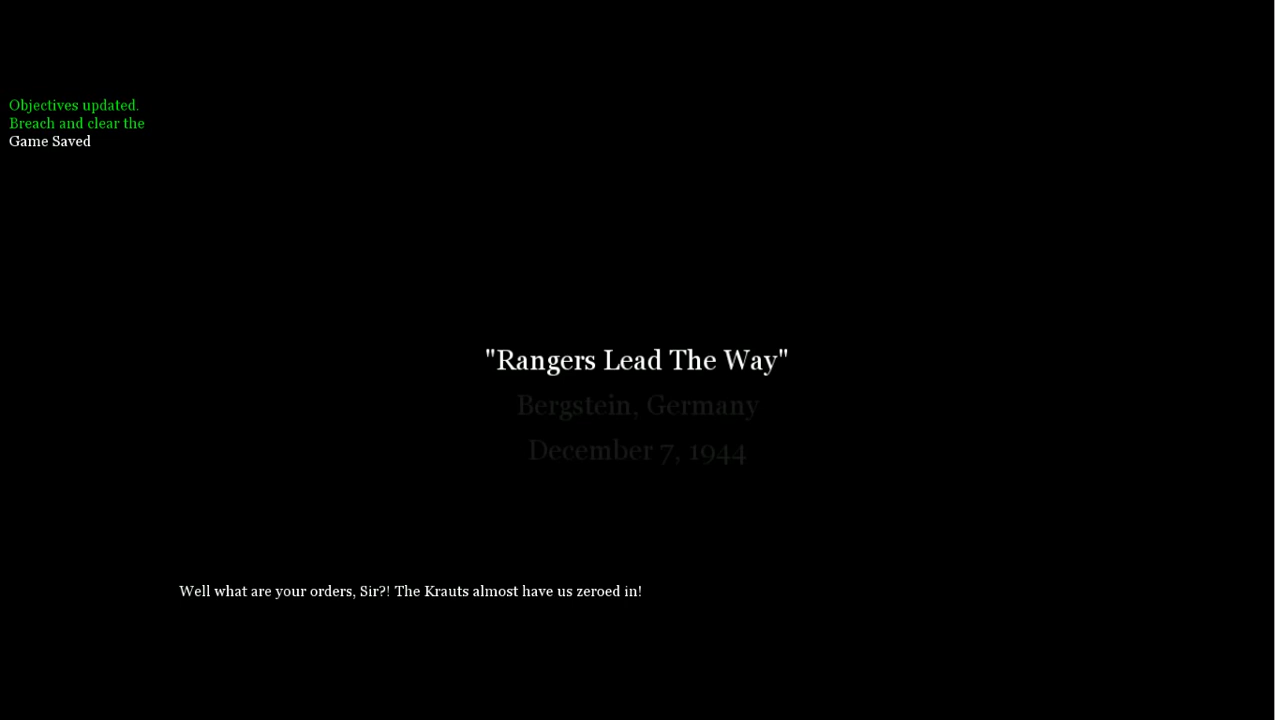 Objectives updated.
Breach and clear the
Game Saved
"Rangers Lead The Way"
Bergstein, Germany
December 7, 1944
Well what are your orders, Sir?! The Krauts almost have us zeroed in!